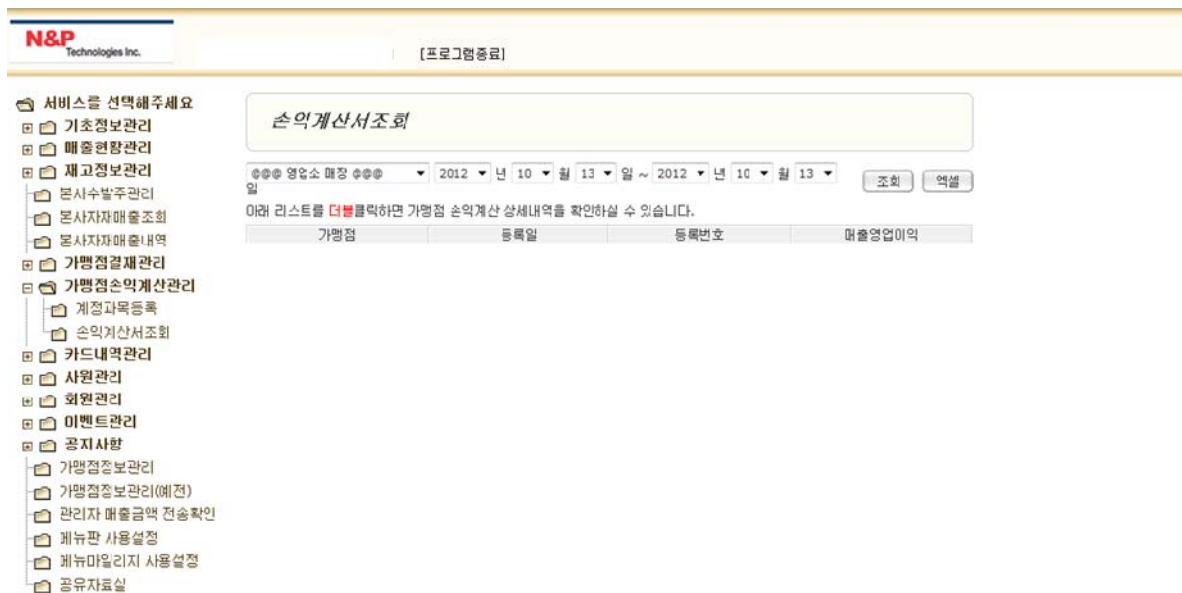 N&P
Technologies Inc.
[프로그램종료]
서비스를 선택해주세요
기초정보관리
매출현황관리
재고정보관리
본사수발주관리
본사자재매출조회
본사자재매출내역
가맹점결재관리
가맹점손익계산관리
계정과목등록
손익계산서조회
카드내역관리
사원관리
회원관리
이벤트관리
공지사항
가맹점정보관리
가맹점정보관리(예전)
관리자 매출금액 전송확인
메뉴판 사용설정
메뉴마일리지 사용설정
공유자료실
손익계산서조회
@@@ 영업소 매장 @@@ 2012 년 10 월 13 일 ~ 2012 년 10 월 13
일
조회 엑셀
아래 리스트를 더블클릭하면 가맹점 손익계산 상세내역을 확인하실 수 있습니다.
가맹점 등록일 등록번호 매출영업이익